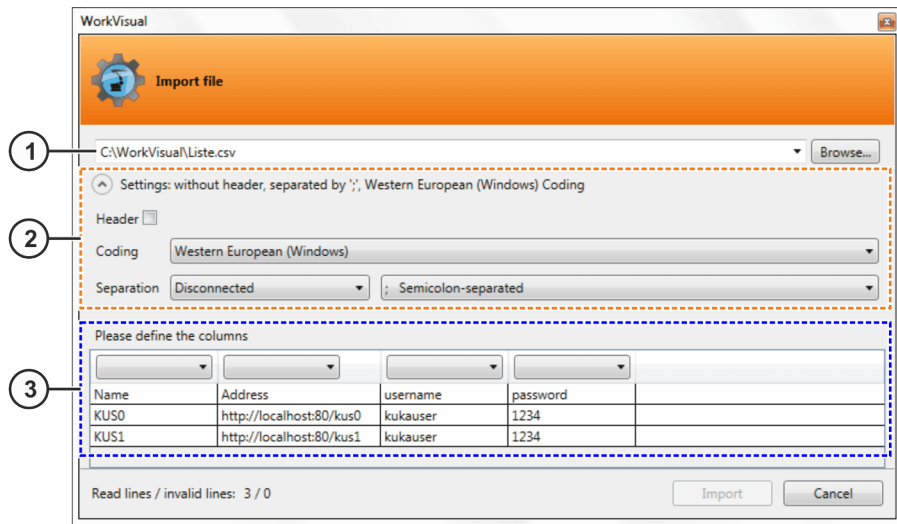 WorkVisual
Import file
1
C:\WorkVisual\Liste.csv Browse...
Settings: without header, separated by ';', Western European (Windows) Coding
Header
2
Coding Western European (Windows)
Separation Disconnected ; Semicolon-separated
Please define the columns
3
Name Address username password
KUS0 http://localhost:80/kus0 kukauser 1234
KUS1 http://localhost:80/kus1 kukauser 1234
Read lines / invalid lines: 3 / 0 Import Cancel